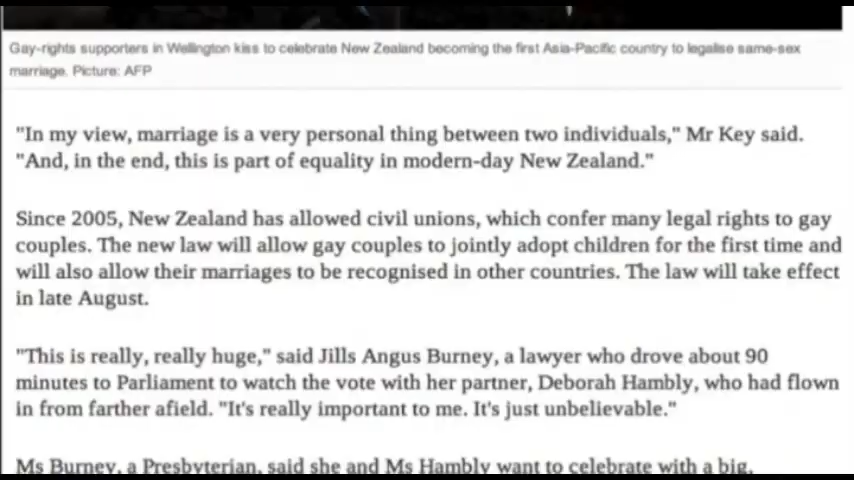 Gay-rights supporters in Wellington kiss to celebrate New Zealand becoming the first Asia-Pacific country to legalise same-sex
marriage. Picture: AFP
"In my view, marriage is a very personal thing between two individuals," Mr Key said.
"And, in the end, this is part of equality in modern-day New Zealand."
Since 2005, New Zealand has allowed civil unions, which confer many legal rights to gay
couples. The new law will allow gay couples to jointly adopt children for the first time and
will also allow their marriages to be recognised in other countries. The law will take effect
in late August.
"This is really, really huge," said Jills Angus Burney, a lawyer who drove about 90
minutes to Parliament to watch the vote with her partner, Deborah Hambly, who had flown
in from farther afield. "It's really important to me. It's just unbelievable."
Ms Burney, a Presbyterian, said she and Ms Hambly want to celebrate with a big,